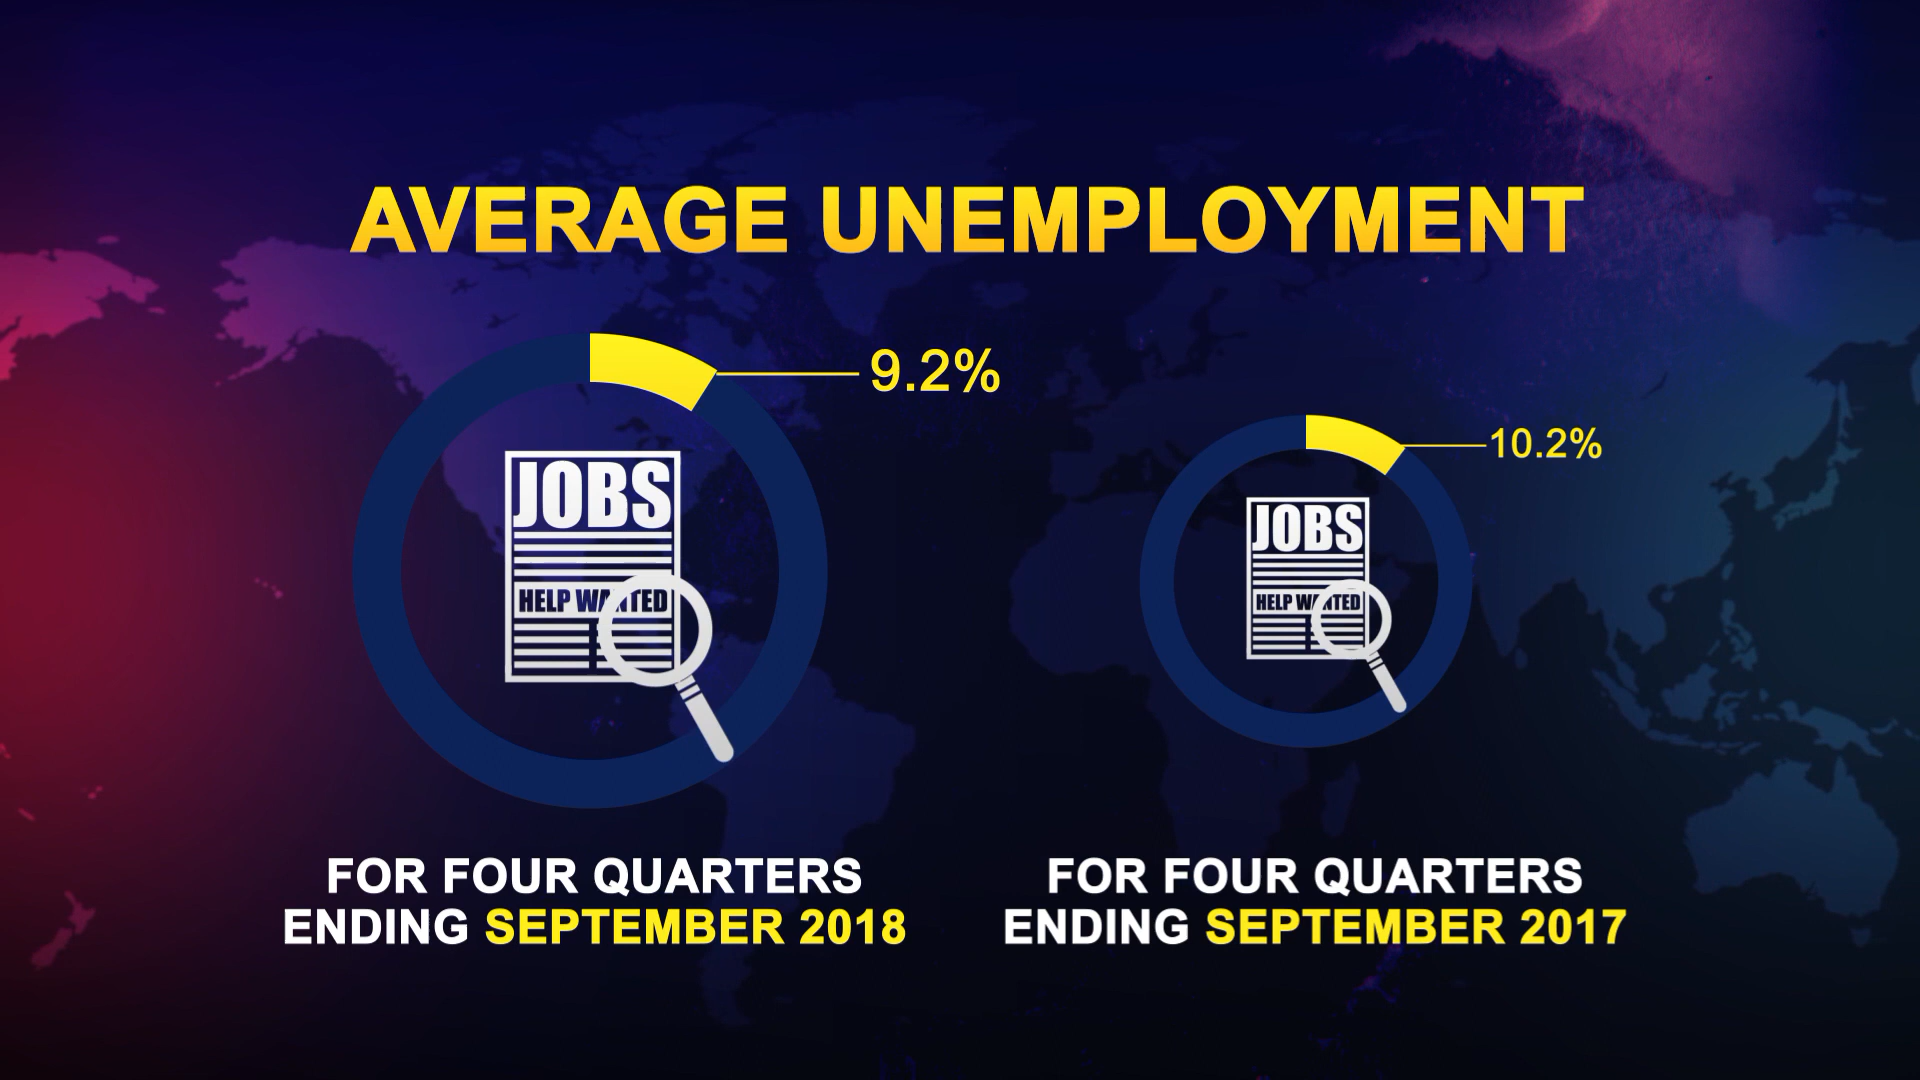 AVERAGE UNEMPLOYMENT
9.2%
JOBS
HELP WANTED
FOR FOUR QUARTERS
ENDING SEPTEMBER 2018
10.2%
JOBS
HELP WANTED
FOR FOUR QUARTERS
ENDING SEPTEMBER 2017